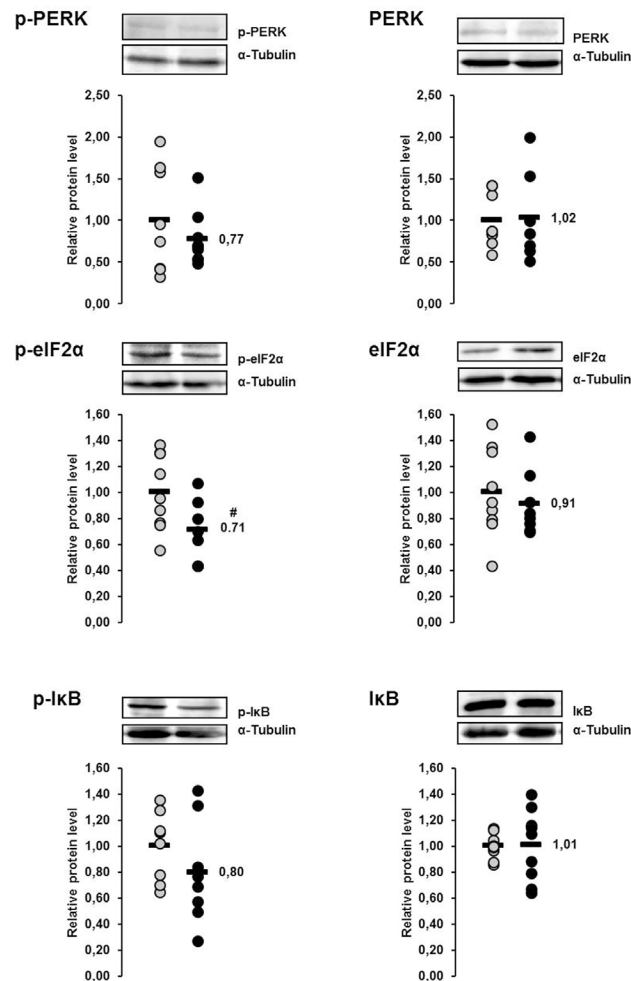 p-PERK
p-PERK
α-Tubulin
Relative protein level
2,50
2,00
1,50
1,00
0,50
0,00
0,77
PERK
PERK
α-Tubulin
Relative protein level
2,50
2,00
1,50
1,00
0,50
0,00
1,02
p-eIF2α
p-eIF2α
α-Tubulin
Relative protein level
1,60
1,40
1,20
1,00
0,80
0,60
0,40
0,20
0,00
#
0.71
eIF2α
eIF2α
α-Tubulin
Relative protein level
1,60
1,40
1,20
1,00
0,80
0,60
0,40
0,20
0,00
0,91
p-IκB
p-IκB
α-Tubulin
Relative protein level
1,60
1,40
1,20
1,00
0,80
0,60
0,40
0,20
0,00
0,80
IκB
IκB
α-Tubulin
Relative protein level
1,60
1,40
1,20
1,00
0,80
0,60
0,40
0,20
0,00
1,01